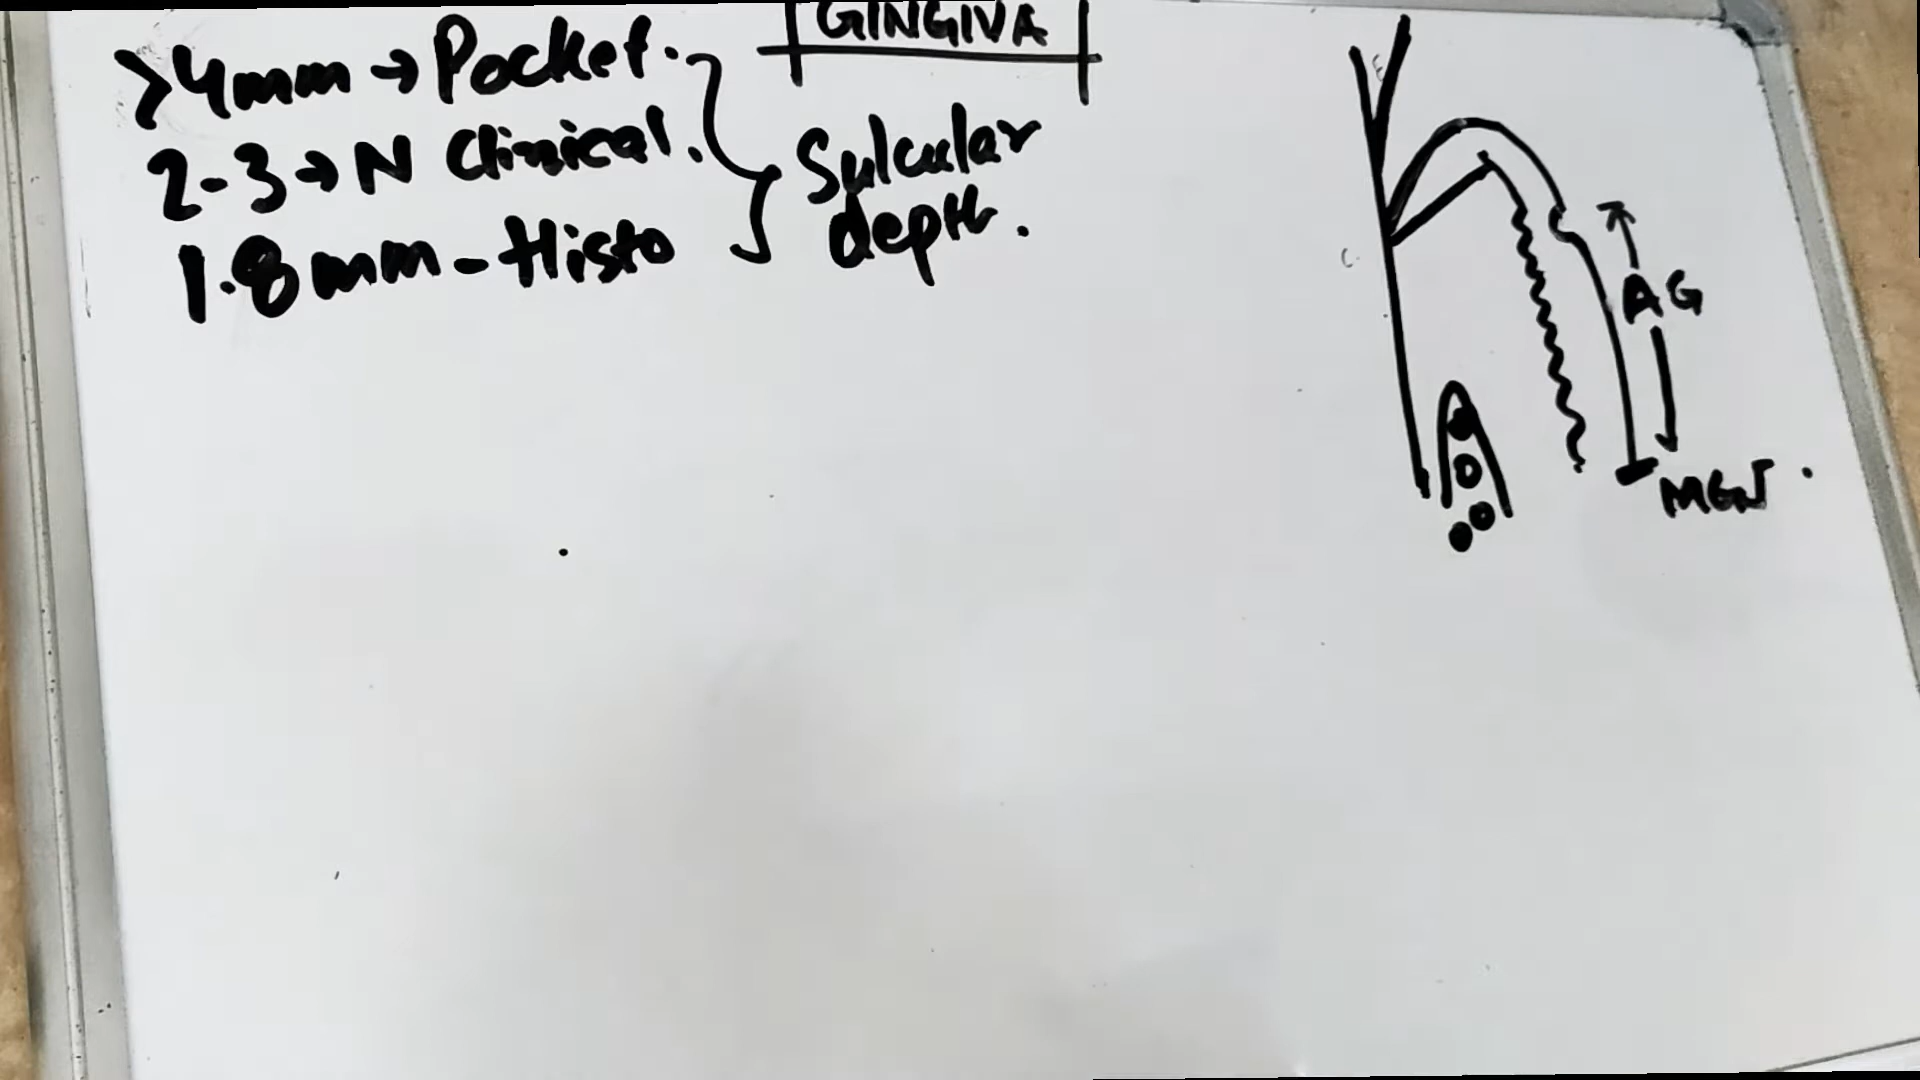 GINGIVA
>4mm → Pocket.
2-3 → N Clinical.
1.8mm - Histo
Sulcular
depth.
E
C
AG
MGJ